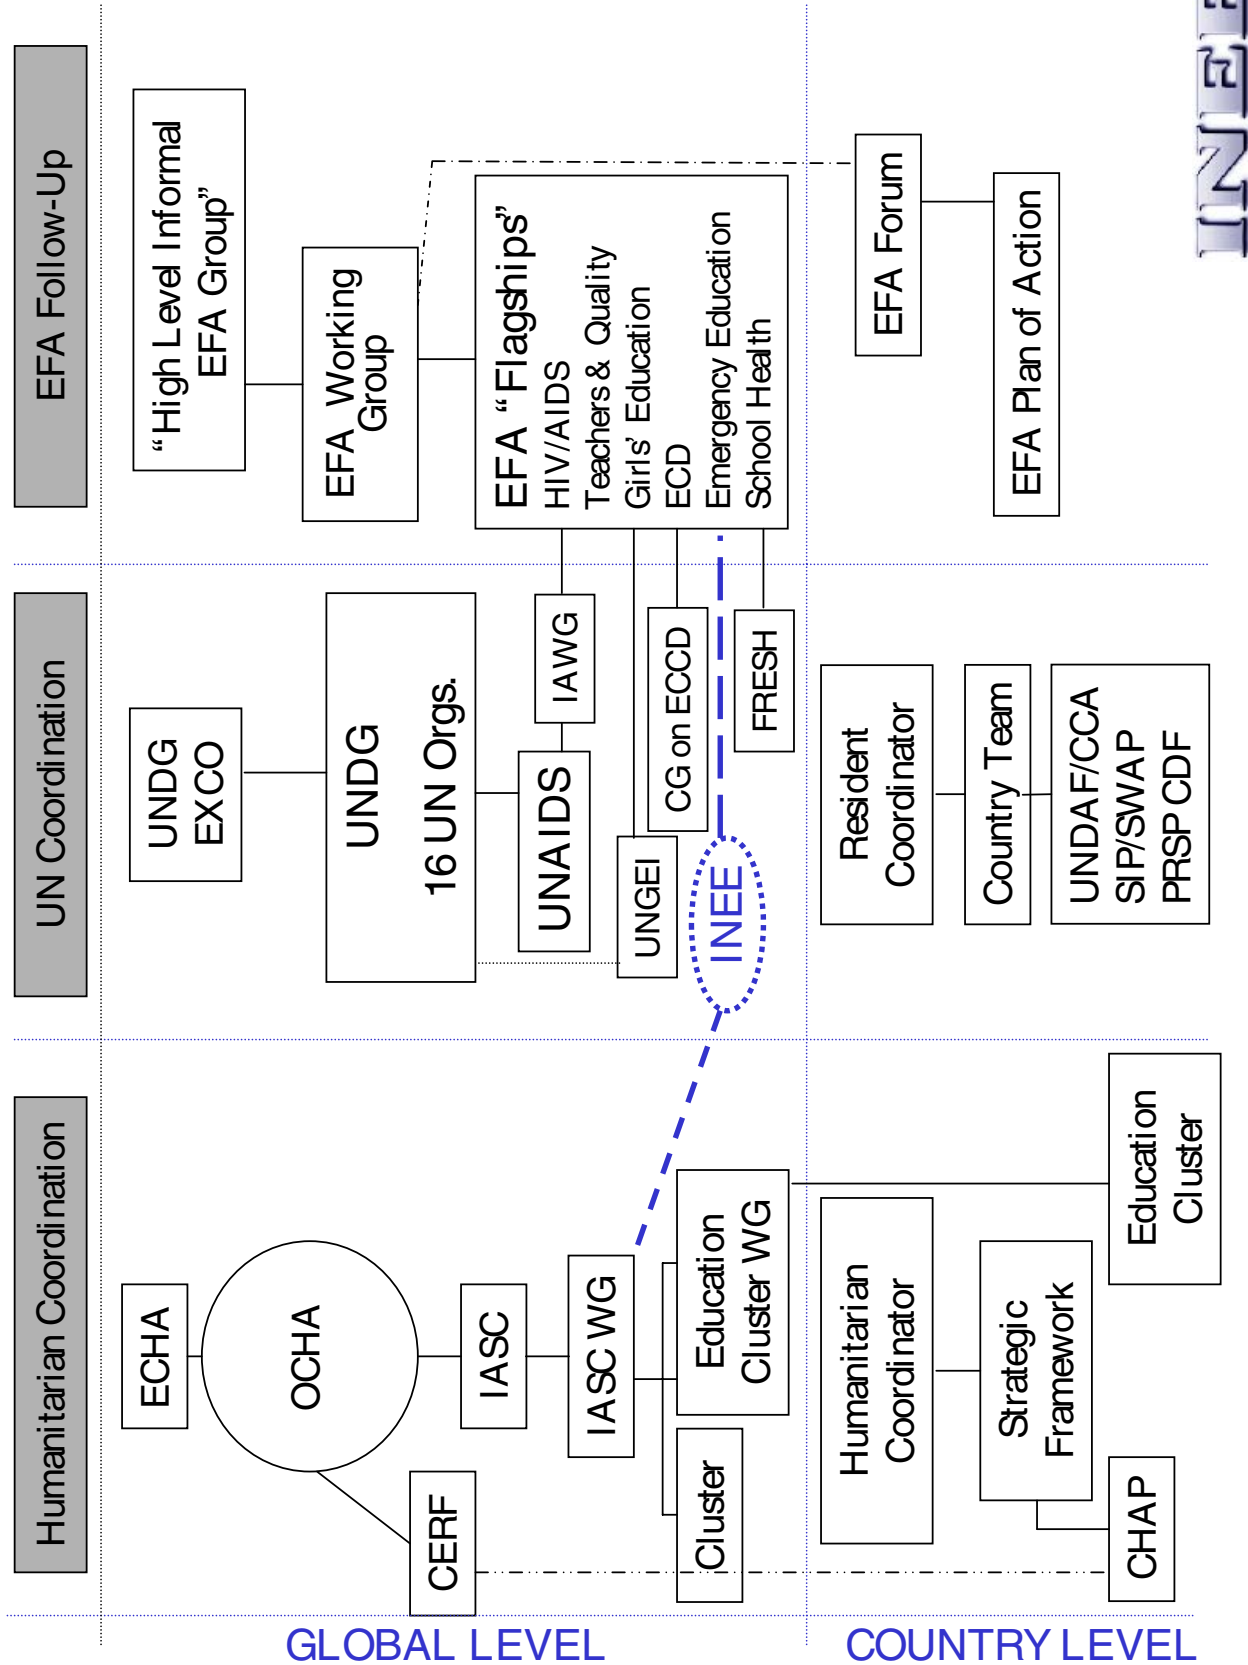 Humanitarian Coordination
UN Coordination
EFA Follow-Up
GLOBAL LEVEL
ECHA
OCHA
CERF
IASC
IASC WG
Cluster
Education
Cluster WG
UNDG
EXCO
UNDG
16 UN Orgs.
UNAIDS
IAWG
UNGEI
CG on ECCD
INEE
FRESH
“High Level Informal
EFA Group”
EFA Working
Group
EFA “Flagships”
HIV/AIDS
Teachers & Quality
Girls’ Education
ECD
Emergency Education
School Health
COUNTRY LEVEL
Humanitarian
Coordinator
Strategic
Framework
CHAP
Education
Cluster
Resident
Coordinator
Country Team
UNDAF/CCA
SIP/SWAP
PRSP CDF
EFA Forum
EFA Plan of Action
INEE